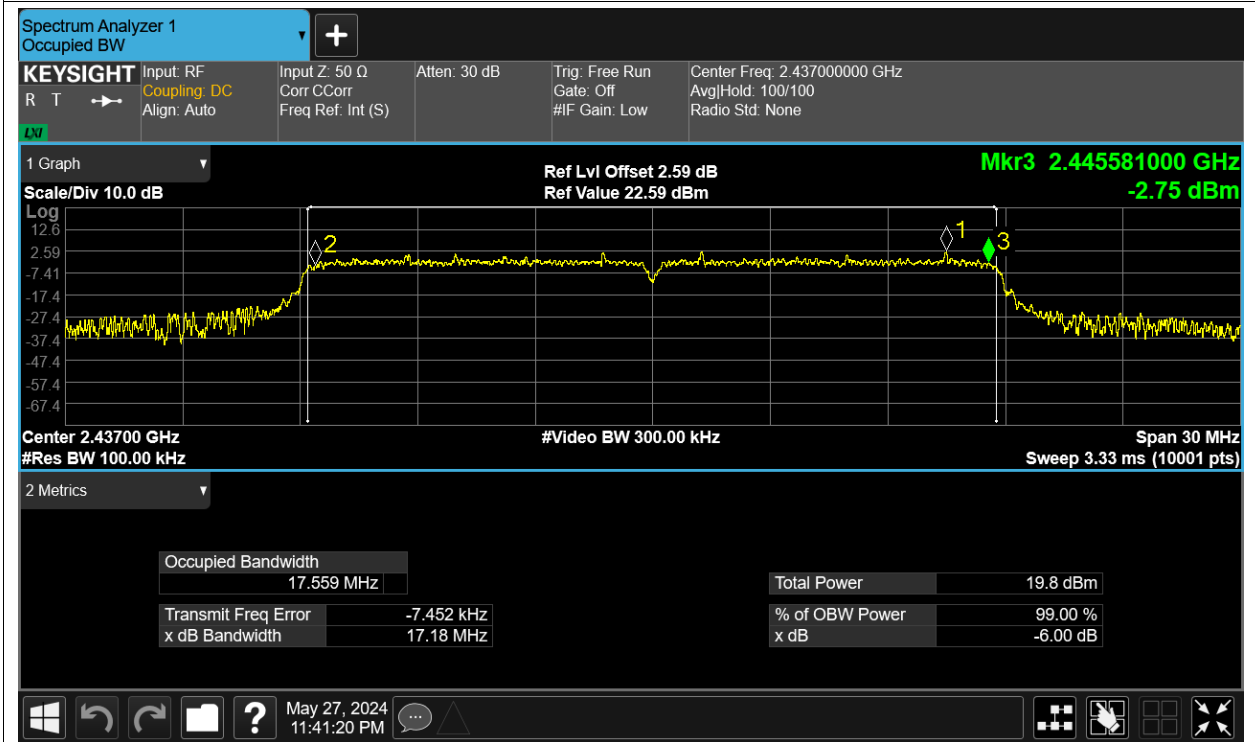 Spectrum Analyzer 1
Occupied BW
KEYSIGHT
R T
LXI
Input: RF
Coupling: DC
Align: Auto
Input Z: 50 Ω
Corr CCorr
Freq Ref: Int (S)
Atten: 30 dB
Trig: Free Run
Gate: Off
#IF Gain: Low
Center Freq: 2.437000000 GHz
Avg|Hold: 100/100
Radio Std: None
1 Graph
Scale/Div 10.0 dB
Ref Lvl Offset 2.59 dB
Ref Value 22.59 dBm
Mkr3 2.445581000 GHz
-2.75 dBm
Log
12.6
2.59
-7.41
-17.4
-27.4
-37.4
-47.4
-57.4
-67.4
2
1
3
Center 2.43700 GHz
#Video BW 300.00 kHz
Span 30 MHz
#Res BW 100.00 kHz
Sweep 3.33 ms (10001 pts)
2 Metrics
Occupied Bandwidth
17.559 MHz
Total Power 19.8 dBm
Transmit Freq Error -7.452 kHz
% of OBW Power 99.00 %
x dB Bandwidth 17.18 MHz
x dB -6.00 dB
May 27, 2024
11:41:20 PM